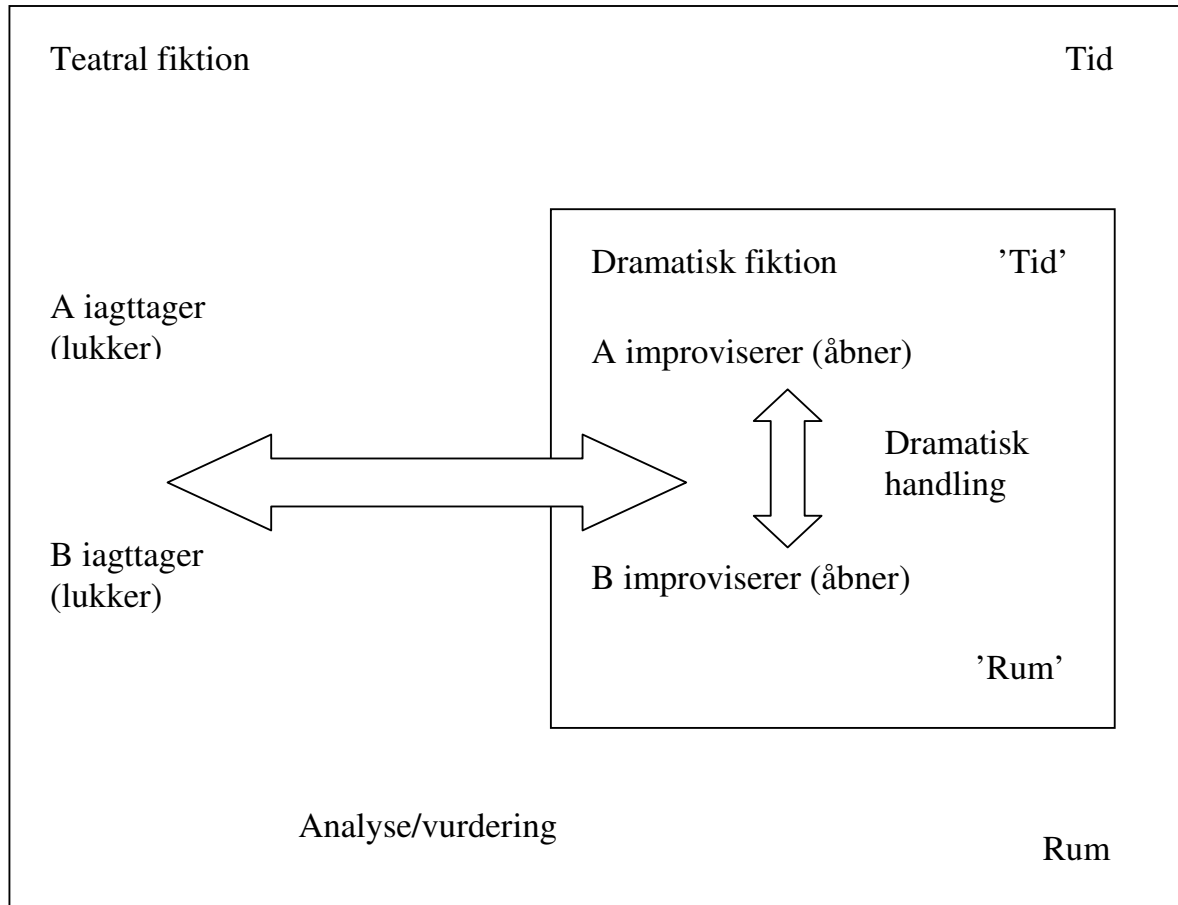 Teatral fiktion
Tid
Dramatisk fiktion
’Tid’
A iagttager
(lukker)
A improviserer (åbner)
Dramatisk
handling
B iagttager
(lukker)
B improviserer (åbner)
’Rum’
Analyse/vurdering
Rum